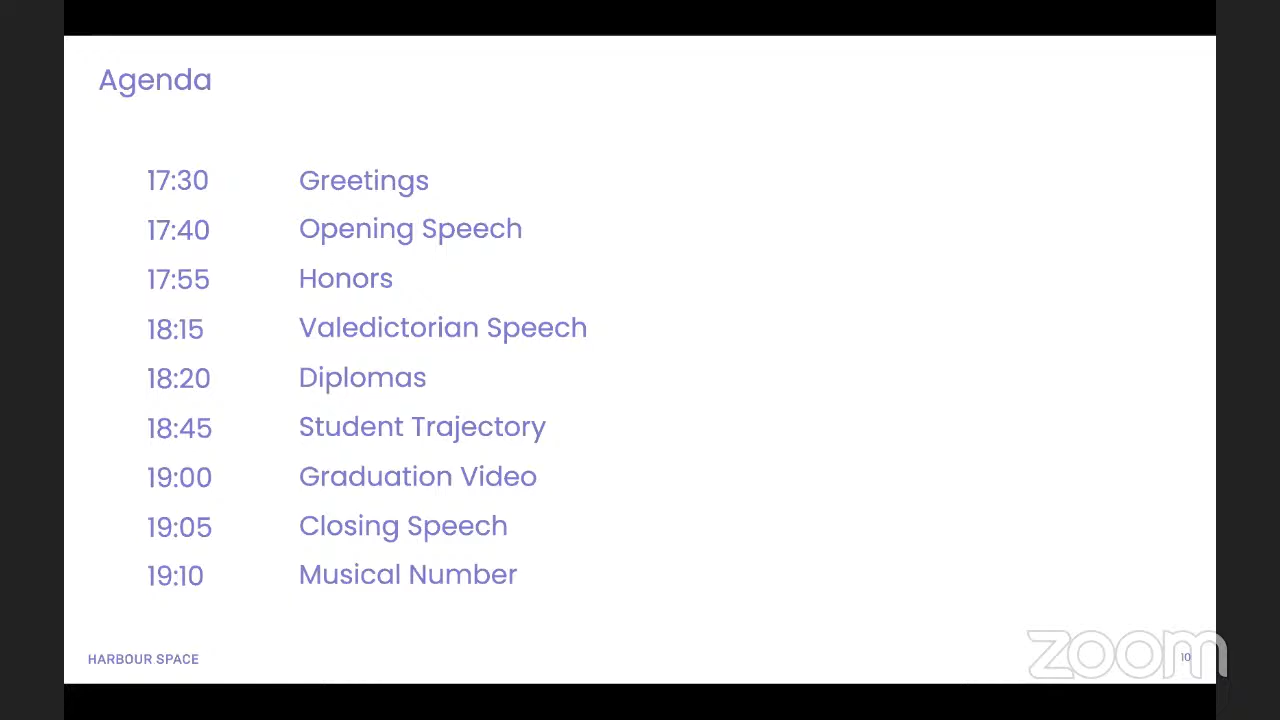 Agenda
17:30 Greetings
17:40 Opening Speech
17:55 Honors
18:15 Valedictorian Speech
18:20 Diplomas
18:45 Student Trajectory
19:00 Graduation Video
19:05 Closing Speech
19:10 Musical Number
HARBOUR SPACE
zoom
10